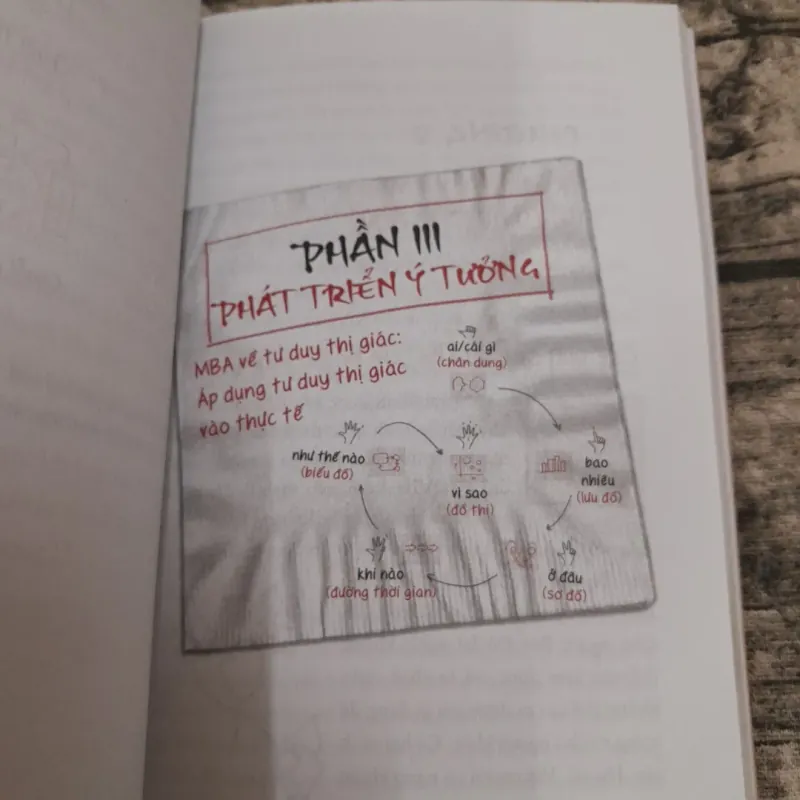 PHẦN III
PHÁT TRIỂN Ý TƯỞNG
MBA về tư duy thị giác:
Áp dụng tư duy thị giác
vào thực tế
ai/cái gì
(chân dung)
bao
nhiêu
(lưu đồ)
ở đâu
(sơ đồ)
khi nào
(đường thời gian)
như thế nào
(biểu đồ)
vì sao
(đồ thị)